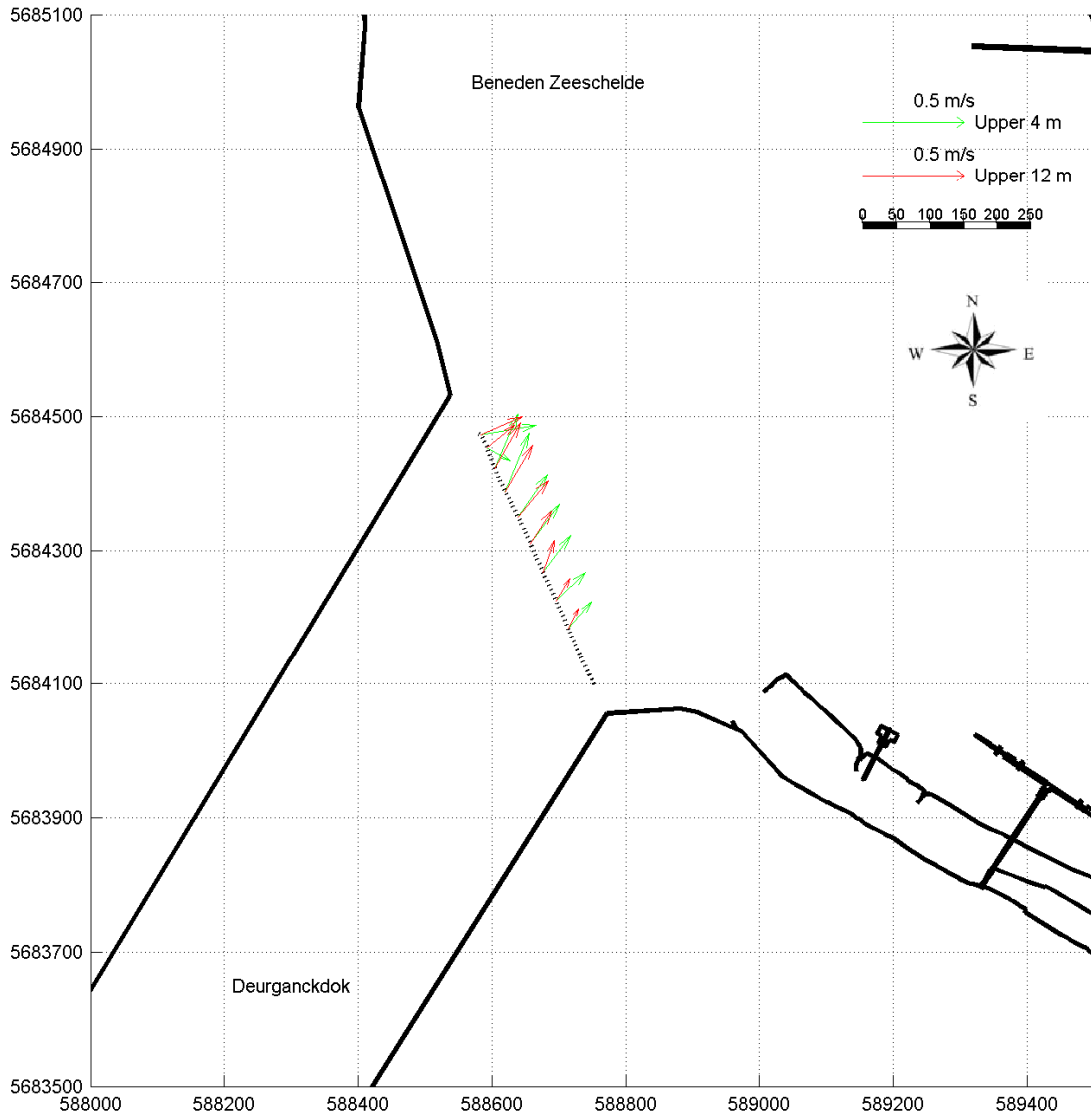 5685100
Beneden Zeeschelde
0.5 m/s
Upper 4 m
5684900
0.5 m/s
Upper 12 m
0 50 100 150 200 250
5684700
N
W E
S
5684500
5684300
5684100
5683900
5683700
Deurganckdok
5683500
588000 588200 588400 588600 588800 589000 589200 589400